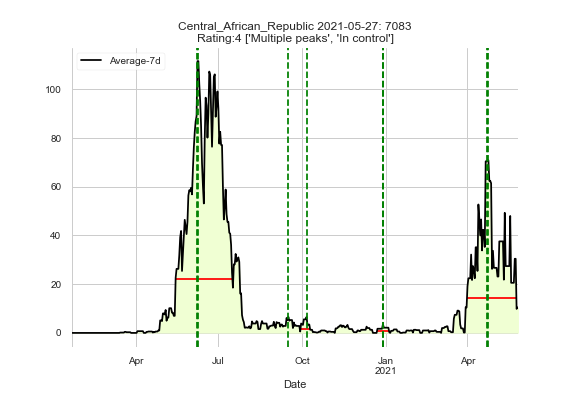 Central_African_Republic 2021-05-27: 7083
Rating:4 ['Multiple peaks', 'In control']
Average-7d
100
80
60
40
20
0
Apr
Jul
Oct
Jan
2021
Apr
Date